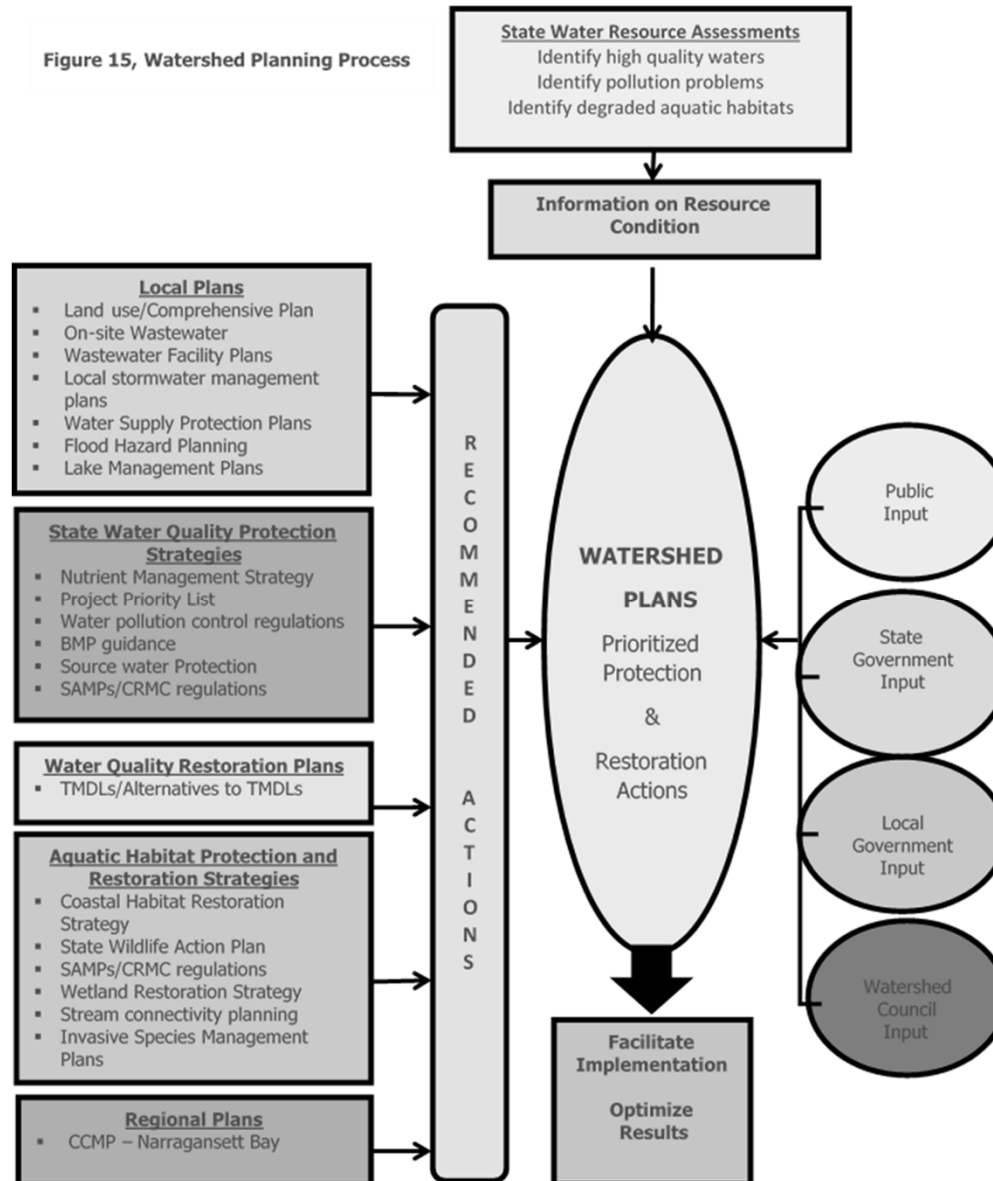 Figure 15, Watershed Planning Process
State Water Resource Assessments
Identify high quality waters
Identify pollution problems
Identify degraded aquatic habitats
Information on Resource
Condition
Local Plans
▪ Land use/Comprehensive Plan
▪ On-site Wastewater
▪ Wastewater Facility Plans
▪ Local stormwater management
plans
▪ Water Supply Protection Plans
▪ Flood Hazard Planning
▪ Lake Management Plans
State Water Quality Protection
Strategies
▪ Nutrient Management Strategy
▪ Project Priority List
▪ Water pollution control regulations
▪ BMP guidance
▪ Source water Protection
▪ SAMPs/CRMC regulations
Water Quality Restoration Plans
▪ TMDLs/Alternatives to TMDLs
Aquatic Habitat Protection and
Restoration Strategies
▪ Coastal Habitat Restoration
Strategy
▪ State Wildlife Action Plan
▪ SAMPs/CRMC regulations
▪ Wetland Restoration Strategy
▪ Stream connectivity planning
▪ Invasive Species Management
Plans
Regional Plans
▪ CCMP – Narragansett Bay
RECOMMENDED ACTIONS
WATERSHED
PLANS
Prioritized
Protection
&
Restoration
Actions
Facilitate
Implementation
Optimize
Results
Public
Input
State
Government
Input
Local
Government
Input
Watershed
Council
Input